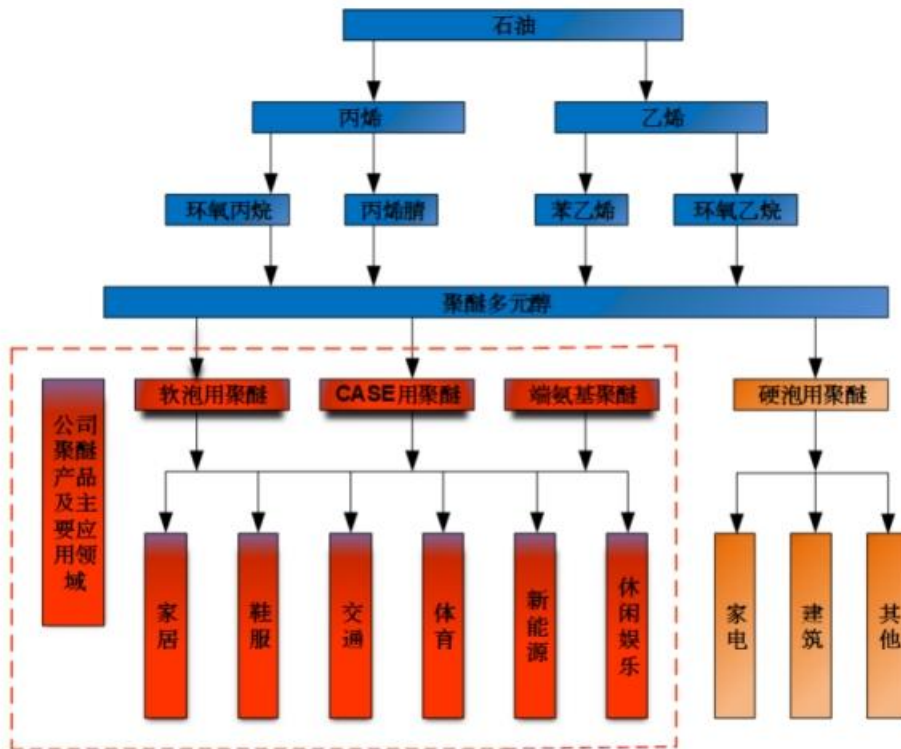 石油
丙烯
乙烯
环氧丙烷
丙烯腈
苯乙烯
环氧乙烷
聚醚多元醇
软泡用聚醚
CASE用聚醚
端氨基聚醚
硬泡用聚醚
公司
聚醚
产品
及主
要应
用领
域
家居
鞋服
交通
体育
新能源
休闲娱乐
家电
建筑
其他